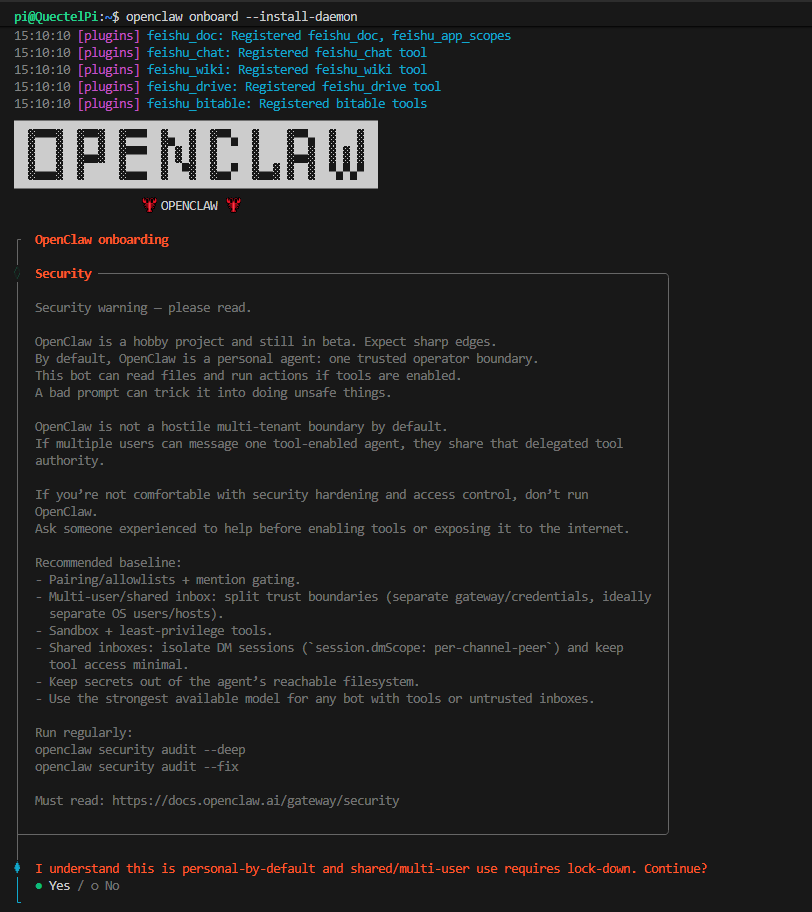 pi@QuectelPi:~$ openclaw onboard --install-daemon
15:10:10 [plugins] feishu_doc: Registered feishu_doc, feishu_app_scopes
15:10:10 [plugins] feishu_chat: Registered feishu_chat tool
15:10:10 [plugins] feishu_wiki: Registered feishu_wiki tool
15:10:10 [plugins] feishu_drive: Registered feishu_drive tool
15:10:10 [plugins] feishu_bitable: Registered bitable tools
OPENCLAW
🦞 OPENCLAW 🦞
OpenClaw onboarding
Security
Security warning — please read.
OpenClaw is a hobby project and still in beta. Expect sharp edges.
By default, OpenClaw is a personal agent: one trusted operator boundary.
This bot can read files and run actions if tools are enabled.
A bad prompt can trick it into doing unsafe things.
OpenClaw is not a hostile multi-tenant boundary by default.
If multiple users can message one tool-enabled agent, they share that delegated tool
authority.
If you’re not comfortable with security hardening and access control, don’t run
OpenClaw.
Ask someone experienced to help before enabling tools or exposing it to the internet.
Recommended baseline:
- Pairing/allowlists + mention gating.
- Multi-user/shared inbox: split trust boundaries (separate gateway/credentials, ideally
separate OS users/hosts).
- Sandbox + least-privilege tools.
- Shared inboxes: isolate DM sessions (`session.dmScope: per-channel-peer`) and keep
tool access minimal.
- Keep secrets out of the agent’s reachable filesystem.
- Use the strongest available model for any bot with tools or untrusted inboxes.
Run regularly:
openclaw security audit --deep
openclaw security audit --fix
Must read: https://docs.openclaw.ai/gateway/security
I understand this is personal-by-default and shared/multi-user use requires lock-down. Continue?
● Yes / ○ No